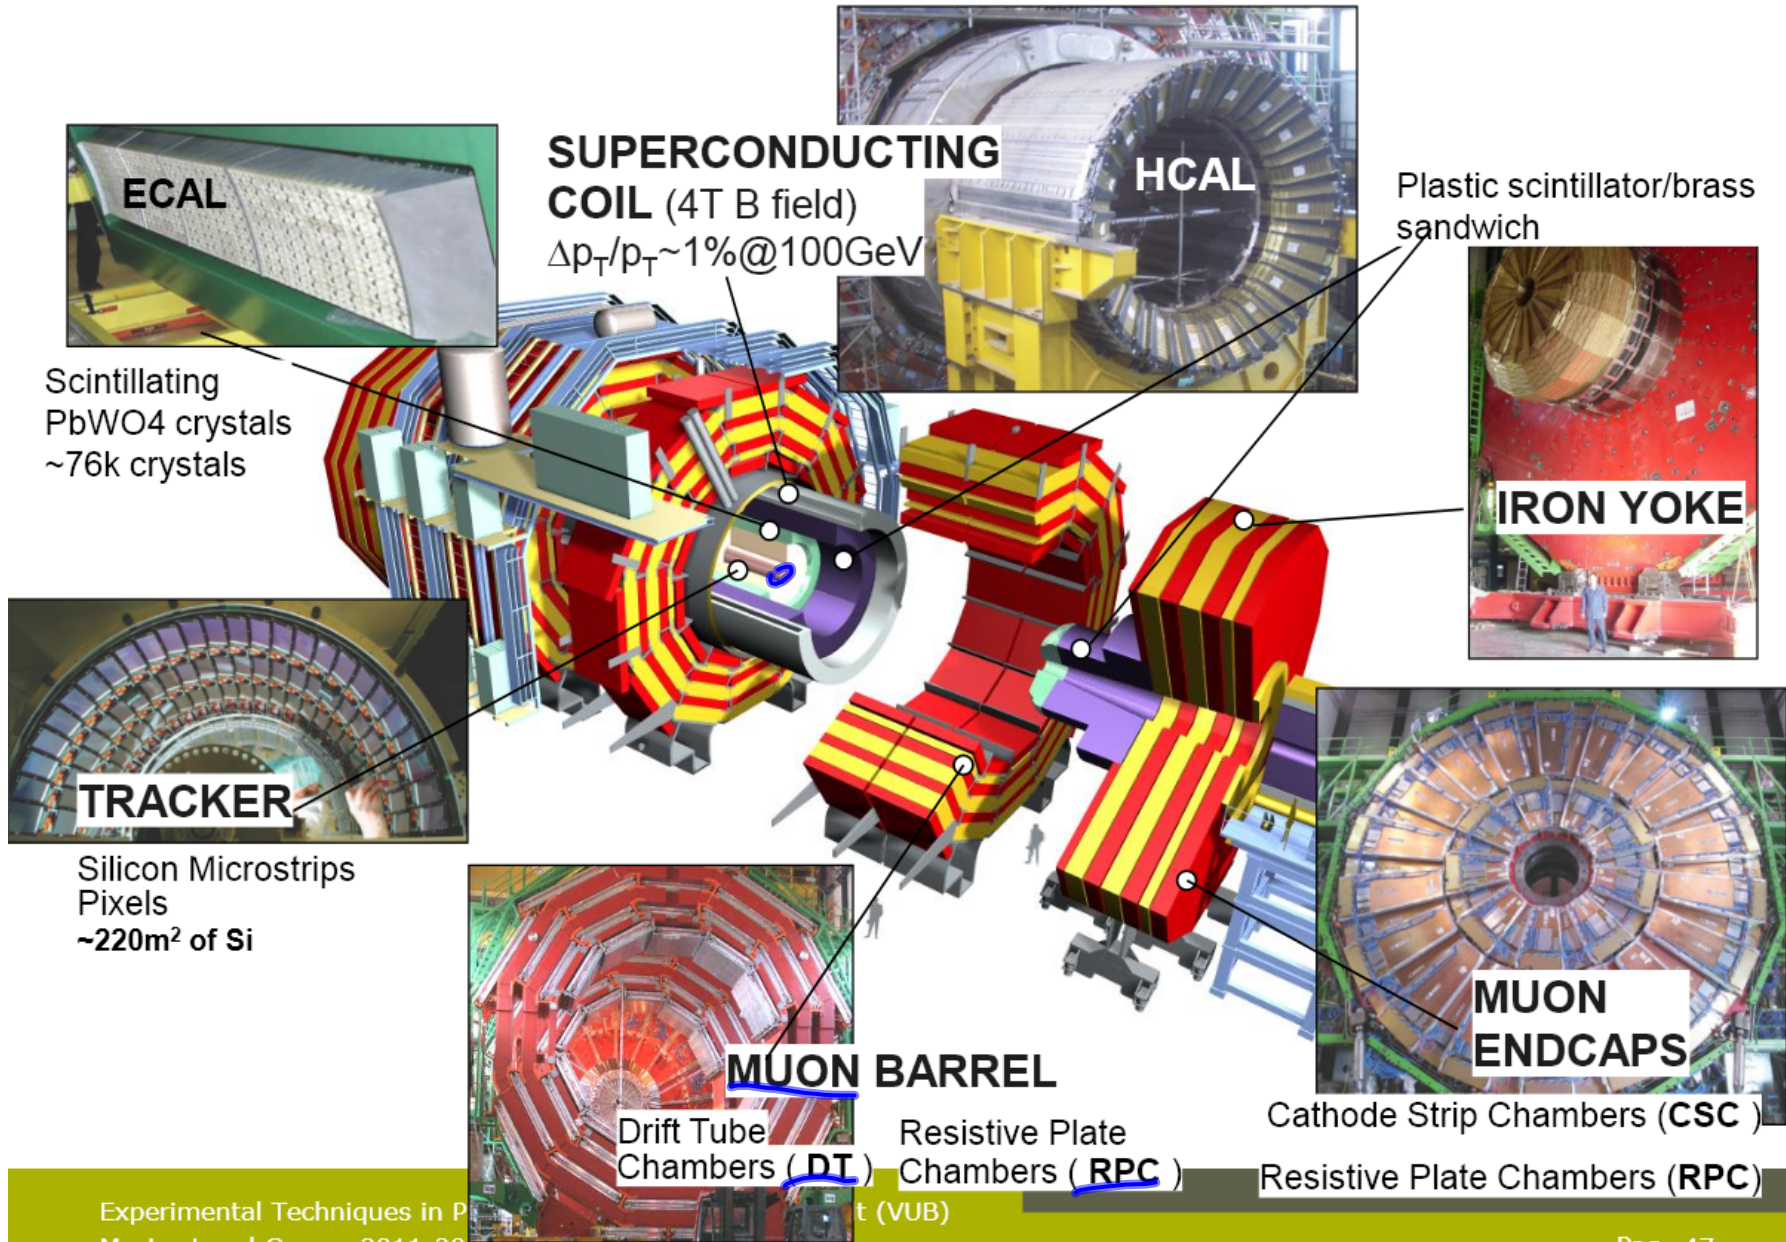 ECAL
SUPERCONDUCTING
COIL (4T B field)
ΔpT/pT~1%@100GeV
HCAL
Plastic scintillator/brass
sandwich
Scintillating
PbWO4 crystals
~76k crystals
IRON YOKE
TRACKER
Silicon Microstrips
Pixels
~220m² of Si
MUON BARREL
Drift Tube
Chambers ( DT )
Resistive Plate
Chambers ( RPC )
MUON
ENDCAPS
Cathode Strip Chambers (CSC )
Resistive Plate Chambers (RPC)
Experimental Techniques in
(VUB)